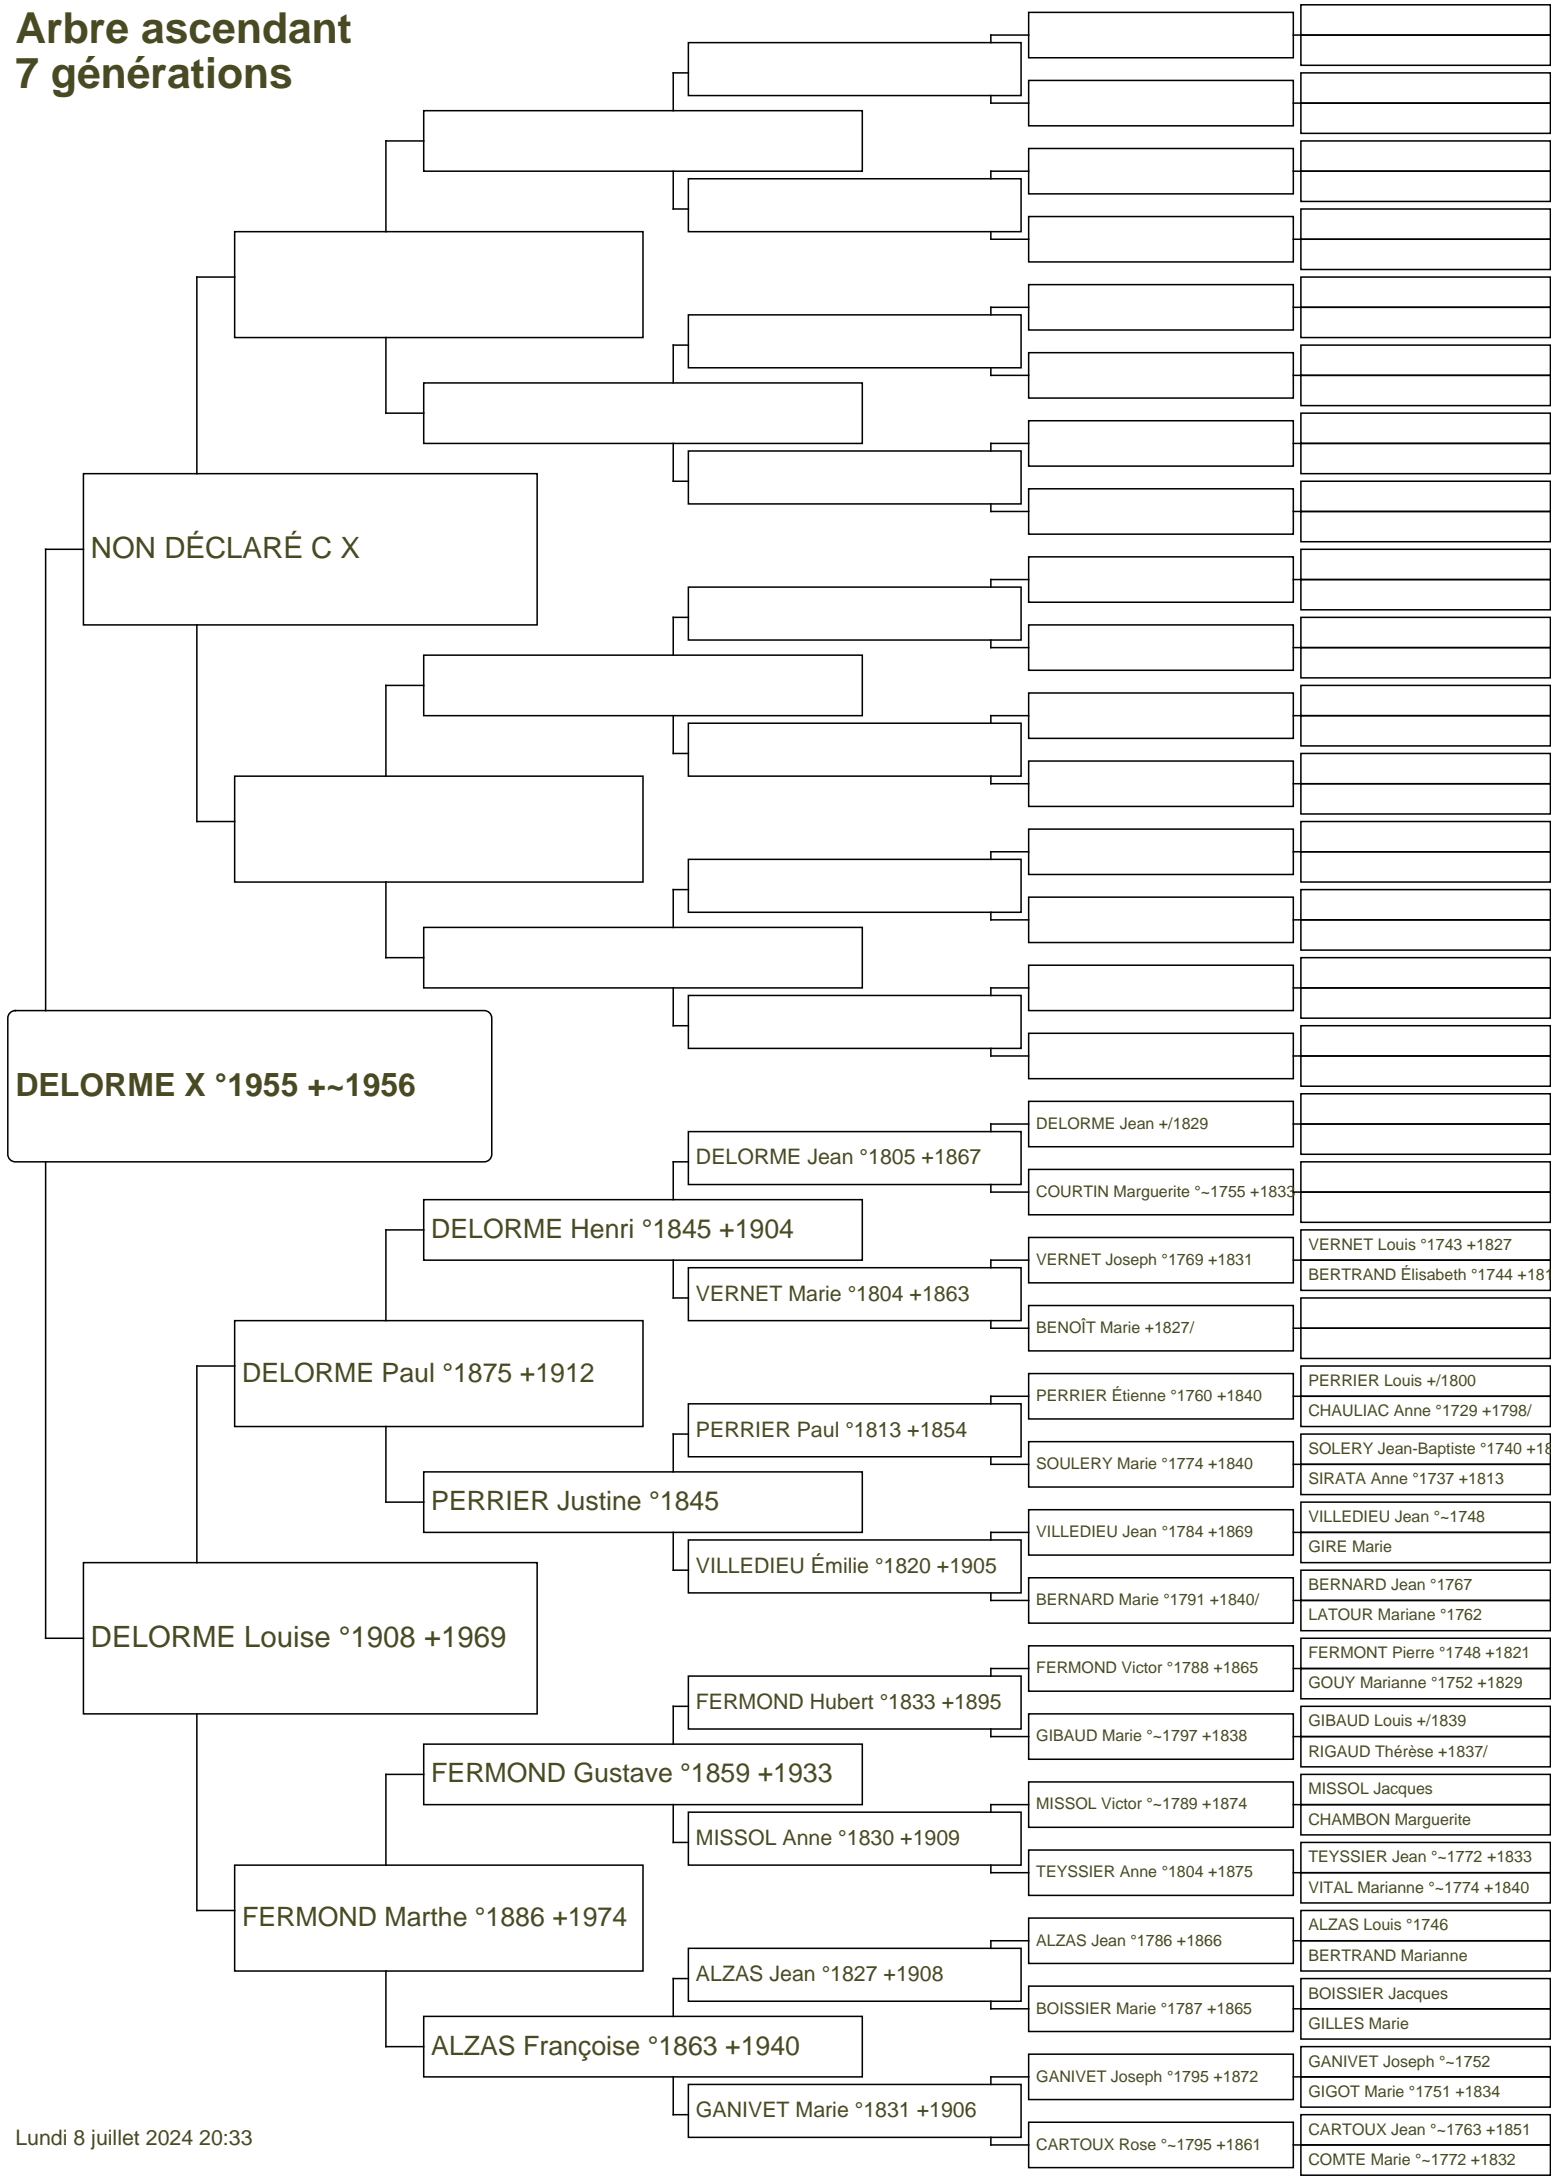 Arbre ascendant
7 générations
NON DÉCLARÉ C X
DELORME X °1955 +~1956
DELORME Jean +/1829
DELORME Jean °1805 +1867
COURTIN Marguerite °~1755 +1833
DELORME Henri °1845 +1904
VERNET Louis °1743 +1827
VERNET Joseph °1769 +1831
BERTRAND Élisabeth °1744 +181
VERNET Marie °1804 +1863
BENOÎT Marie +1827/
DELORME Paul °1875 +1912
PERRIER Louis +/1800
PERRIER Étienne °1760 +1840
CHAULIAC Anne °1729 +1798/
PERRIER Paul °1813 +1854
SOLERY Jean-Baptiste °1740 +18
SOULERY Marie °1774 +1840
SIRATA Anne °1737 +1813
PERRIER Justine °1845
VILLEDIEU Jean °~1748
VILLEDIEU Jean °1784 +1869
GIRE Marie
VILLEDIEU Émilie °1820 +1905
BERNARD Jean °1767
BERNARD Marie °1791 +1840/
LATOUR Mariane °1762
DELORME Louise °1908 +1969
FERMONT Pierre °1748 +1821
FERMOND Victor °1788 +1865
GOUY Marianne °1752 +1829
FERMOND Hubert °1833 +1895
GIBAUD Louis +/1839
GIBAUD Marie °~1797 +1838
RIGAUD Thérèse +1837/
FERMOND Gustave °1859 +1933
MISSOL Jacques
MISSOL Victor °~1789 +1874
CHAMBON Marguerite
MISSOL Anne °1830 +1909
TEYSSIER Jean °~1772 +1833
TEYSSIER Anne °1804 +1875
VITAL Marianne °~1774 +1840
FERMOND Marthe °1886 +1974
ALZAS Louis °1746
ALZAS Jean °1786 +1866
BERTRAND Marianne
ALZAS Jean °1827 +1908
BOISSIER Jacques
BOISSIER Marie °1787 +1865
GILLES Marie
ALZAS Françoise °1863 +1940
GANIVET Joseph °~1752
GANIVET Joseph °1795 +1872
GIGOT Marie °1751 +1834
GANIVET Marie °1831 +1906
CARTOUX Jean °~1763 +1851
CARTOUX Rose °~1795 +1861
COMTE Marie °~1772 +1832
Lundi 8 juillet 2024 20:33